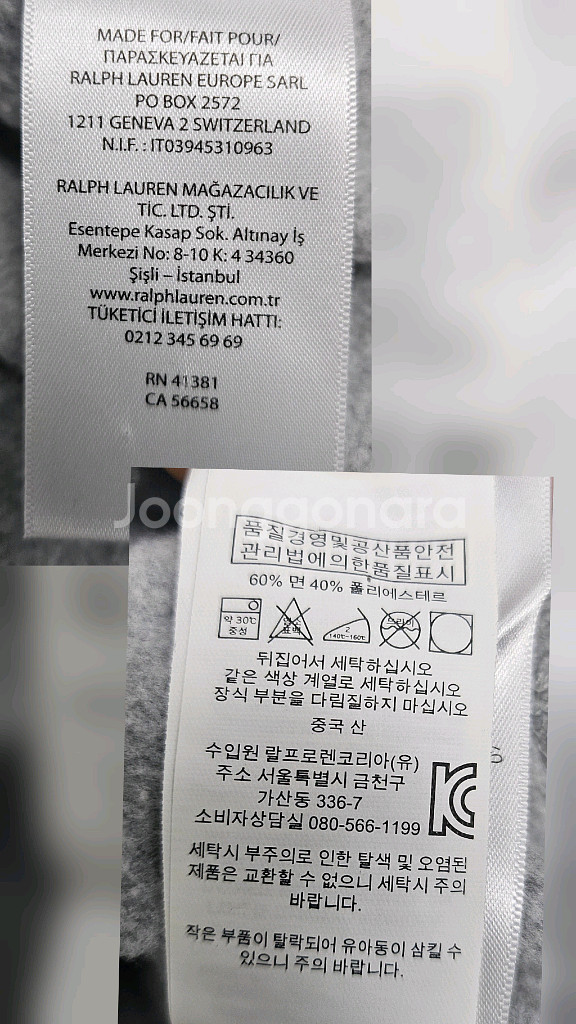 MADE FOR/FAIT POUR/
ΠΑΡΑΣΚΕΥΑΖΕΤΑΙ ΓΙΑ
RALPH LAUREN EUROPE SARL
PO BOX 2572
1211 GENEVA 2 SWITZERLAND
N.I.F. : IT03945310963
RALPH LAUREN MAĞAZACILIK VE
TİC. LTD. ŞTİ.
Esentepe Kasap Sok. Altınay İş
Merkezi No: 8-10 K: 4 34360
Şişli – İstanbul
www.ralphlauren.com.tr
TÜKETİCİ İLETİŞİM HATTI:
0212 345 69 69
RN 41381
CA 56658
Joonggonara
품질경영및공산품안전
관리법에의한품질표시
60% 면 40% 폴리에스테르
약 30℃
중성
염소
표백
2
140℃-160℃
드라이
뒤집어서 세탁하십시오
같은 색상 계열로 세탁하십시오
장식 부분을 다림질하지 마십시오
중국 산
수입원 랄프로렌코리아(유)
주소 서울특별시 금천구
가산동 336-7
소비자상담실 080-566-1199
세탁시 부주의로 인한 탈색 및 오염된
제품은 교환할 수 없으니 세탁시 주의
바랍니다.
작은 부품이 탈락되어 유아동이 삼킬 수
있으니 주의 바랍니다.